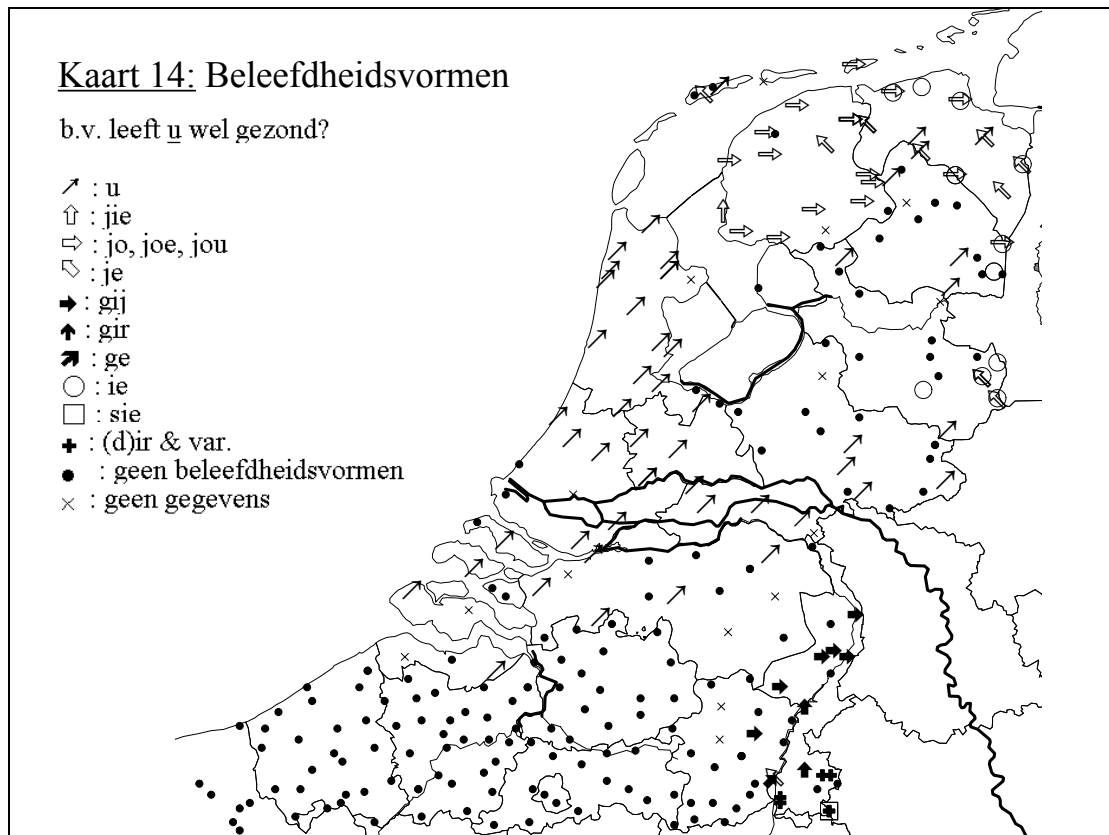 Kaart 14: Beleefdheidsvormen
b.v. leeft u wel gezond?
: u
: jie
: jo, joe, jou
: je
: gij
: gir
: ge
: ie
: sie
: (d)ir & var.
: geen beleefdheidsvormen
: geen gegevens